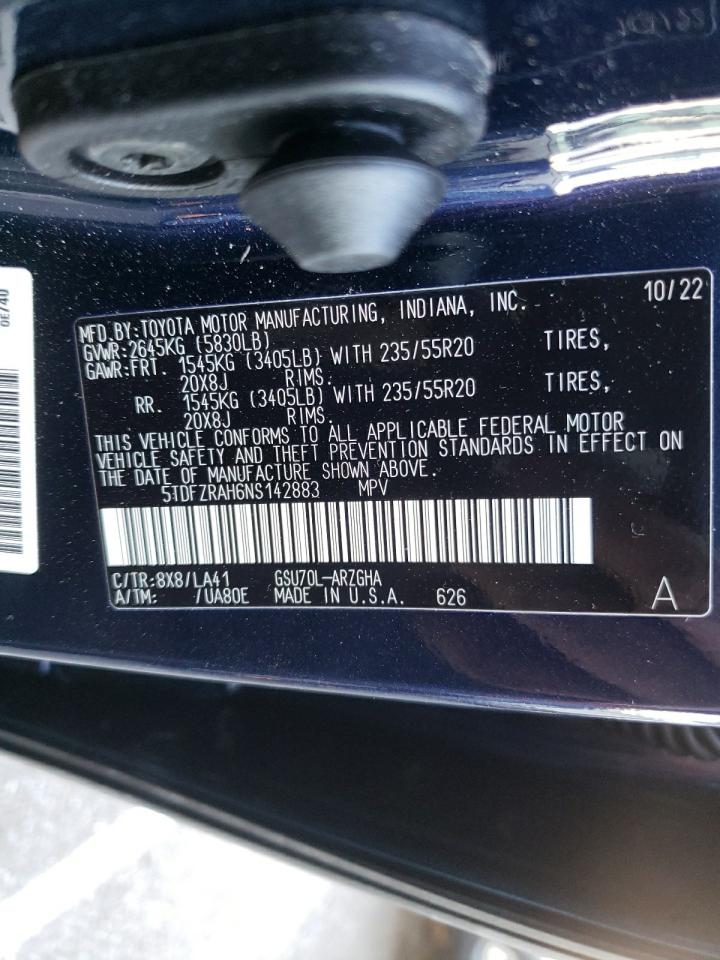 10/22
MFD.BY:TOYOTA MOTOR MANUFACTURING, INDIANA, INC.
GVWR:2645KG (5830LB)
GAWR:FRT. 1545KG (3405LB) WITH 235/55R20 TIRES,
20X8J RIMS.
RR. 1545KG (3405LB) WITH 235/55R20 TIRES,
20X8J RIMS.
THIS VEHICLE CONFORMS TO ALL APPLICABLE FEDERAL MOTOR
VEHICLE SAFETY AND THEFT PREVENTION STANDARDS IN EFFECT ON
THE DATE OF MANUFACTURE SHOWN ABOVE.
5TDFZRAH6NS142883 MPV
C/TR:8X8/LA41 GSU70L-ARZGHA
A/TM: /UA80E MADE IN U.S.A. 626 A